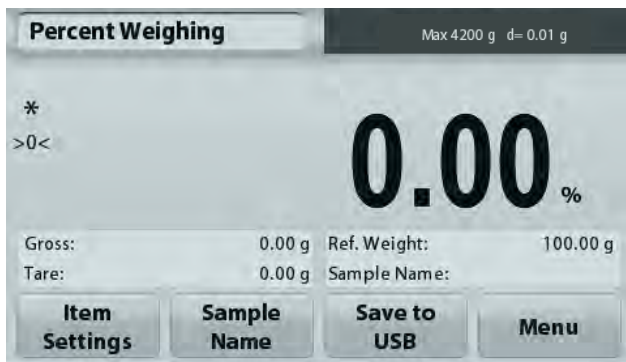 Percent Weighing
Max 4200 g d= 0.01 g
*
>0<
0.00 %
Gross: 0.00 g Ref. Weight: 100.00 g
Tare: 0.00 g Sample Name:
Item Settings
Sample Name
Save to USB
Menu